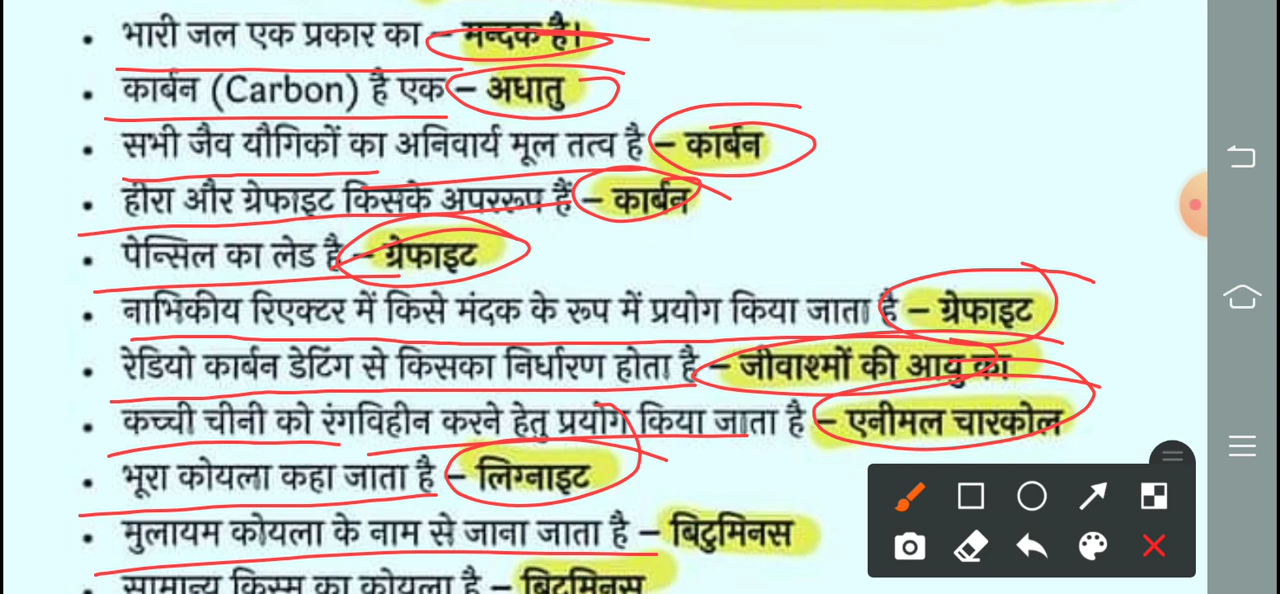 • भारी जल एक प्रकार का – मन्दक है।
• कार्बन (Carbon) है एक – अधातु
• सभी जैव यौगिकों का अनिवार्य मूल तत्व है – कार्बन
• हीरा और ग्रेफाइट किसके अपररूप हैं – कार्बन
• पेन्सिल का लेड है – ग्रेफाइट
• नाभिकीय रिएक्टर में किसे मंदक के रूप में प्रयोग किया जाता है – ग्रेफाइट
• रेडियो कार्बन डेटिंग से किसका निर्धारण होता है – जीवाश्मों की आयु का
• कच्ची चीनी को रंगविहीन करने हेतु प्रयोग किया जाता है – एनीमल चारकोल
• भूरा कोयला कहा जाता है – लिग्नाइट
• मुलायम कोयला के नाम से जाना जाता है – बिटुमिनस
• सामान्य किस्म का कोयला है – बिटुमिनस